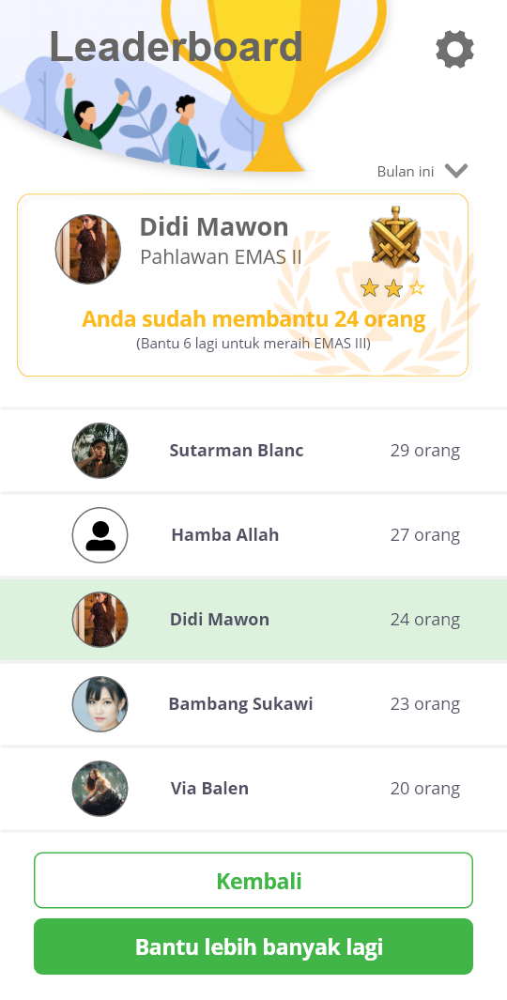 Leaderboard
Bulan ini
Didi Mawon
Pahlawan EMAS II
Anda sudah membantu 24 orang
(Bantu 6 lagi untuk meraih EMAS III)
Sutarman Blanc 29 orang
Hamba Allah 27 orang
Didi Mawon 24 orang
Bambang Sukawi 23 orang
Via Balen 20 orang
Kembali
Bantu lebih banyak lagi